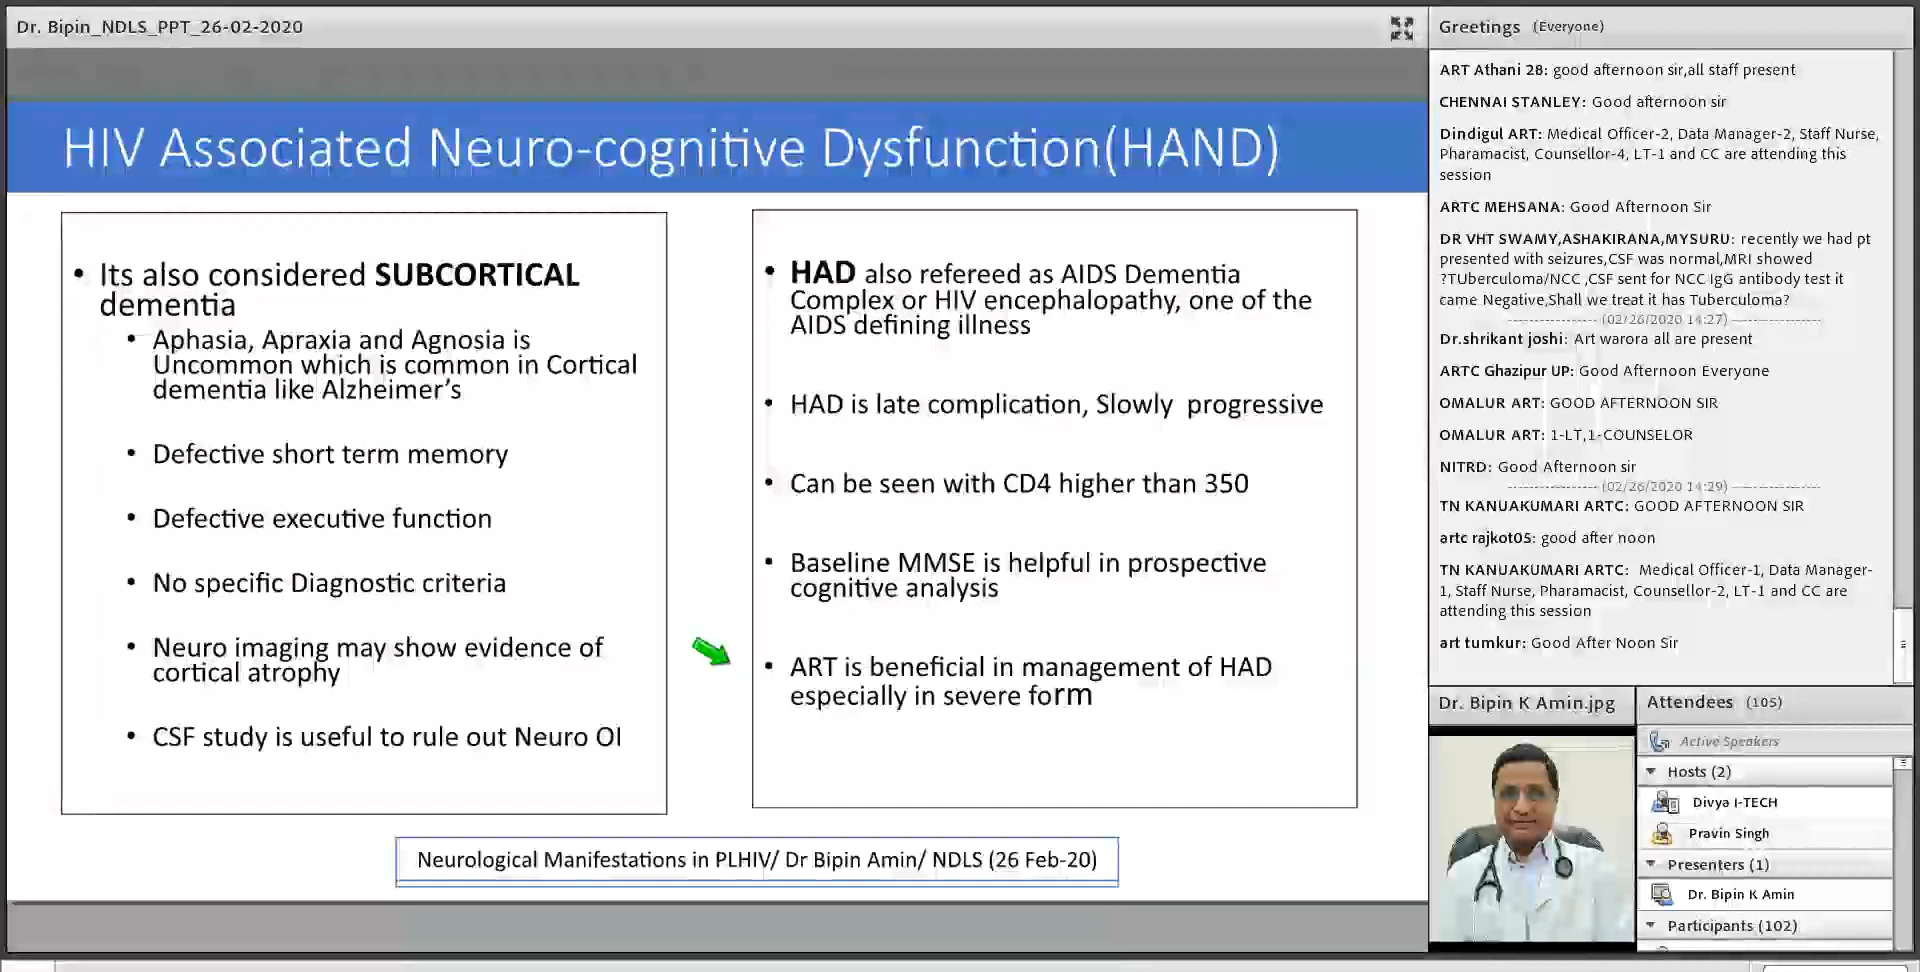 Dr. Bipin_NDLS_PPT_26-02-2020
HIV Associated Neuro-cognitive Dysfunction(HAND)
• Its also considered SUBCORTICAL
dementia
• Aphasia, Apraxia and Agnosia is
Uncommon which is common in Cortical
dementia like Alzheimer's
• Defective short term memory
• Defective executive function
• No specific Diagnostic criteria
• Neuro imaging may show evidence of
cortical atrophy
• CSF study is useful to rule out Neuro OI
• HAD also refereed as AIDS Dementia
Complex or HIV encephalopathy, one of the
AIDS defining illness
• HAD is late complication, Slowly progressive
• Can be seen with CD4 higher than 350
• Baseline MMSE is helpful in prospective
cognitive analysis
• ART is beneficial in management of HAD
especially in severe form
Neurological Manifestations in PLHIV/ Dr Bipin Amin/ NDLS (26 Feb-20)
Greetings (Everyone)
ART Athani 28: good afternoon sir,all staff present
CHENNAI STANLEY: Good afternoon sir
Dindigul ART: Medical Officer-2, Data Manager-2, Staff Nurse,
Pharamacist, Counsellor-4, LT-1 and CC are attending this
session
ARTC MEHSANA: Good Afternoon Sir
DR VHT SWAMY,ASHAKIRANA,MYSURU: recently we had pt
presented with seizures,CSF was normal,MRI showed
?TUberculoma/NCC ,CSF sent for NCC IgG antibody test it
came Negative,Shall we treat it has Tuberculoma?
(02/26/2020 14:27)
Dr.shrikant joshi: Art warora all are present
ARTC Ghazipur UP: Good Afternoon Everyone
OMALUR ART: GOOD AFTERNOON SIR
OMALUR ART: 1-LT,1-COUNSELOR
NITRD: Good Afternoon sir
(02/26/2020 14:29)
TN KANUAKUMARI ARTC: GOOD AFTERNOON SIR
artc rajkot05: good after noon
TN KANUAKUMARI ARTC: Medical Officer-1, Data Manager-
1, Staff Nurse, Pharamacist, Counsellor-2, LT-1 and CC are
attending this session
art tumkur: Good After Noon Sir
Dr. Bipin K Amin.jpg
Attendees (105)
Active Speakers
Hosts (2)
Divya I-TECH
Pravin Singh
Presenters (1)
Dr. Bipin K Amin
Participants (102)